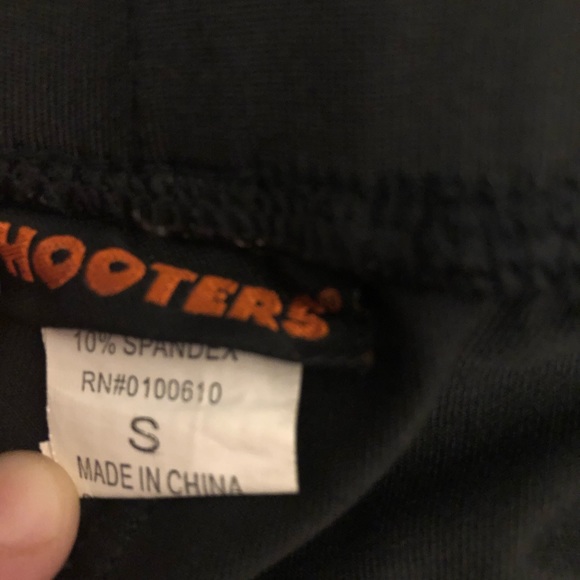 HOOTERS®
10% SPANDEX
RN#0100610
S
MADE IN CHINA